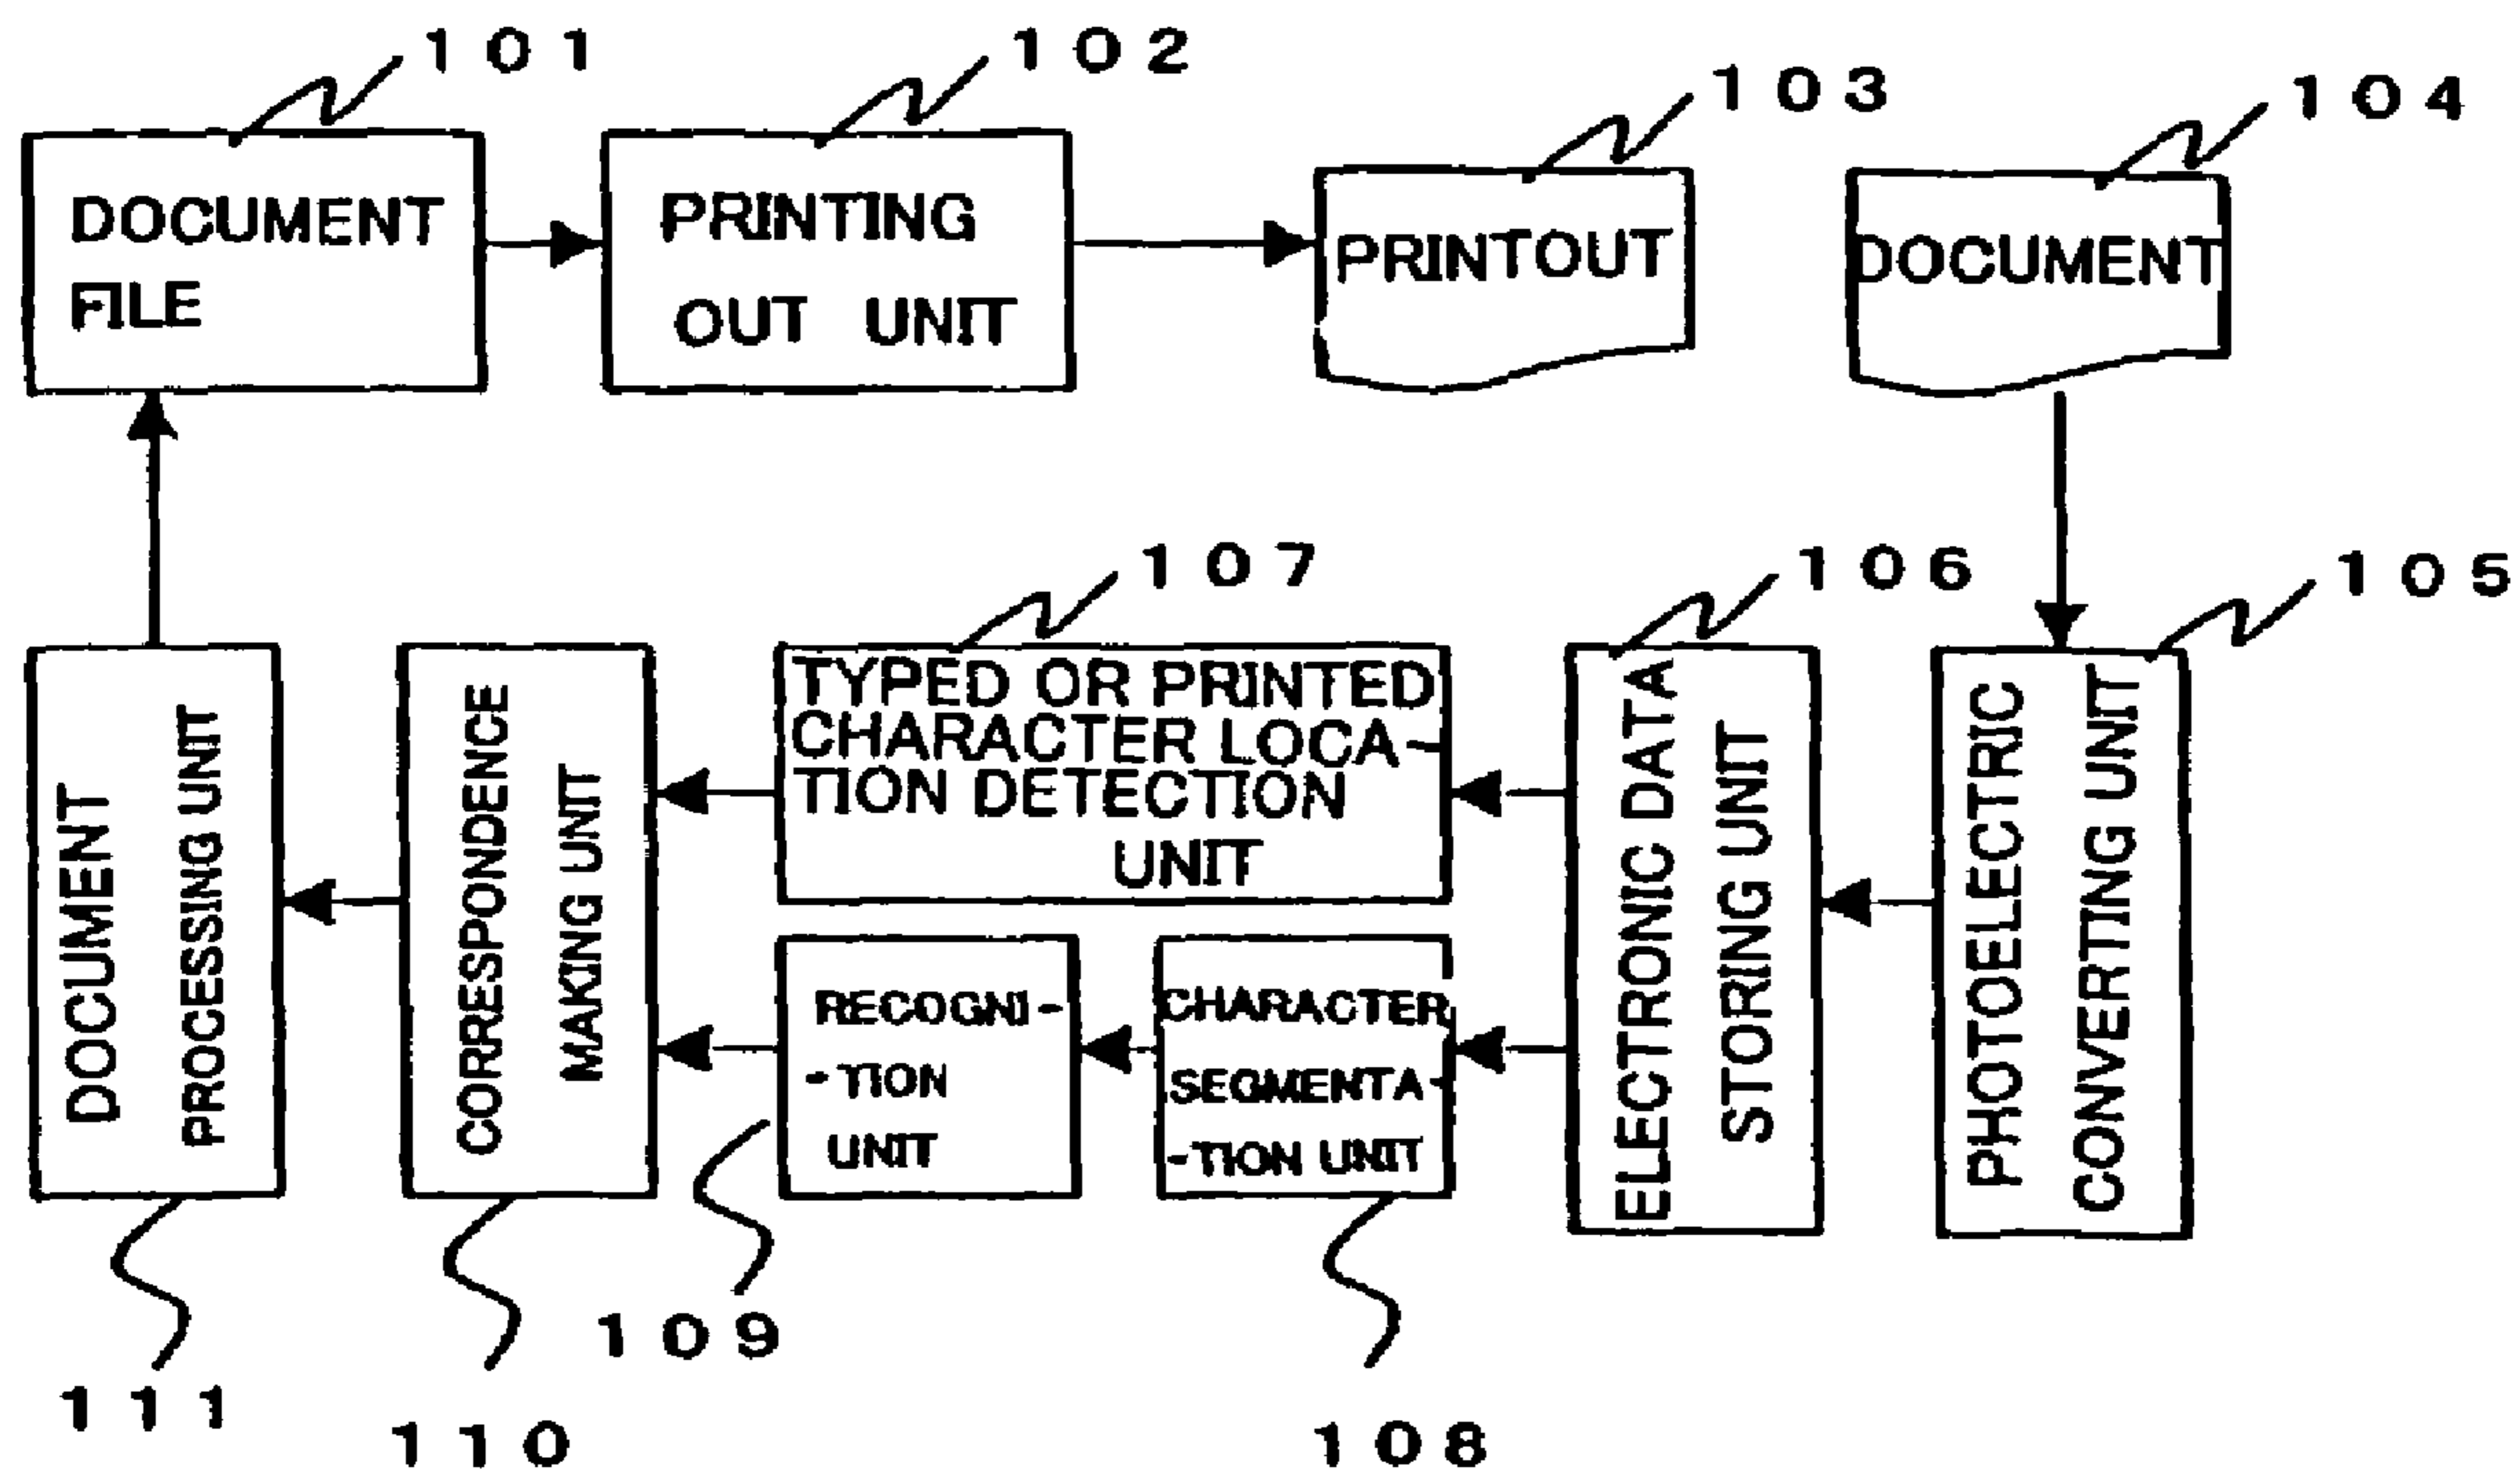 101
102
103
104
DOCUMENT
FILE
PRINTING
OUT UNIT
PRINTOUT
DOCUMENT
107
106
105
DOCUMENT
PROCESSING UNIT
CORRESPONDENCE
MAKING UNIT
TYPED OR PRINTED
CHARACTER LOCA-
TION DETECTION
UNIT
RECOGNI-
-TION
UNIT
CHARACTER
SEGMENTA-
-TION UNIT
ELECTRONIC DATA
STORING UNIT
PHOTOELECTRIC
CONVERTING UNIT
109
111
110
108